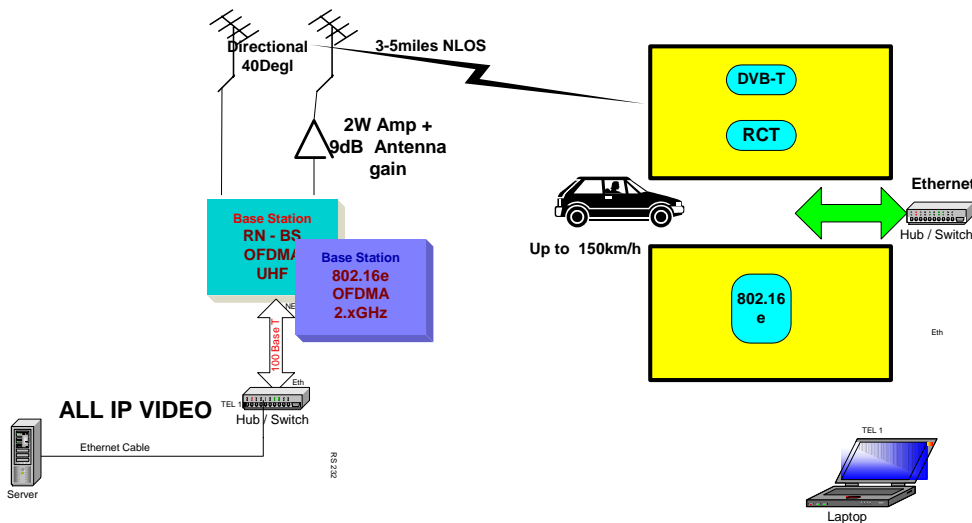 Directional
40Degl
3-5miles NLOS
2W Amp +
9dB Antenna
gain
DVB-T
RCT
Ethernet
Hub / Switch
Up to 150km/h
802.16
e
Eth
Base Station
RN - BS
OFDMA
UHF
Base Station
802.16e
OFDMA
2.xGHz
NE
100 Base T
Eth
TEL 1
Hub / Switch
ALL IP VIDEO
Ethernet Cable
Server
RS 232
TEL 1
Laptop